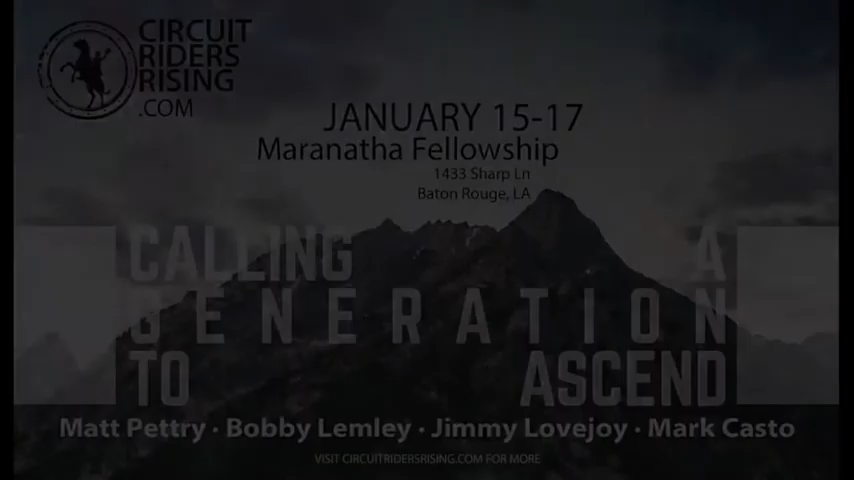 CIRCUIT
RIDERS
RISING
.COM
JANUARY 15-17
Maranatha Fellowship
1433 Sharp Ln
Baton Rouge, LA
CALLING A
GENERATION
TO ASCEND
Matt Pettry · Bobby Lemley · Jimmy Lovejoy · Mark Casto
VISIT CIRCUITRIDERSRISING.COM FOR MORE